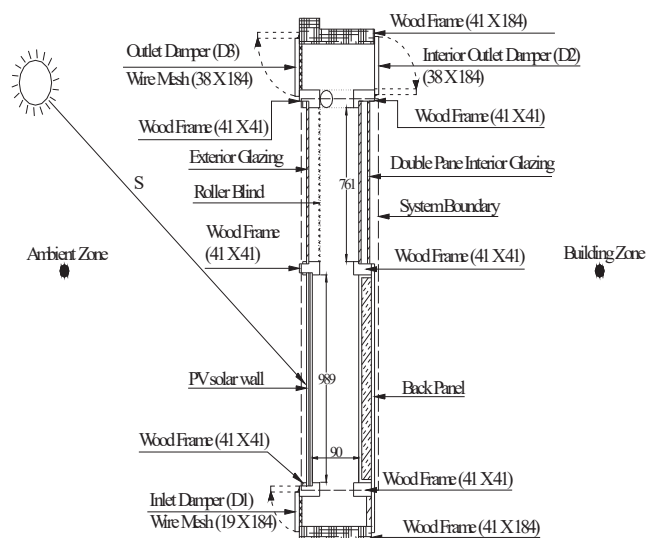 Wood Frame (41 X 184)
Outlet Damper (D3)
Wire Mesh (38 X 184)
Interior Outlet Damper (D2)
(38 X 184)
Wood Frame (41 X 41)
Wood Frame (41 X 41)
Exterior Glazing
Double Pane Interior Glazing
761
S
Roller Blind
System Boundary
Wood Frame
(41 X 41)
Wood Frame (41 X 41)
Ambient Zone
Building Zone
PV solar wall
989
Back Panel
Wood Frame (41 X 41)
90
Wood Frame (41 X 41)
Inlet Damper (D1)
Wire Mesh (19 X 184)
Wood Frame (41 X 184)